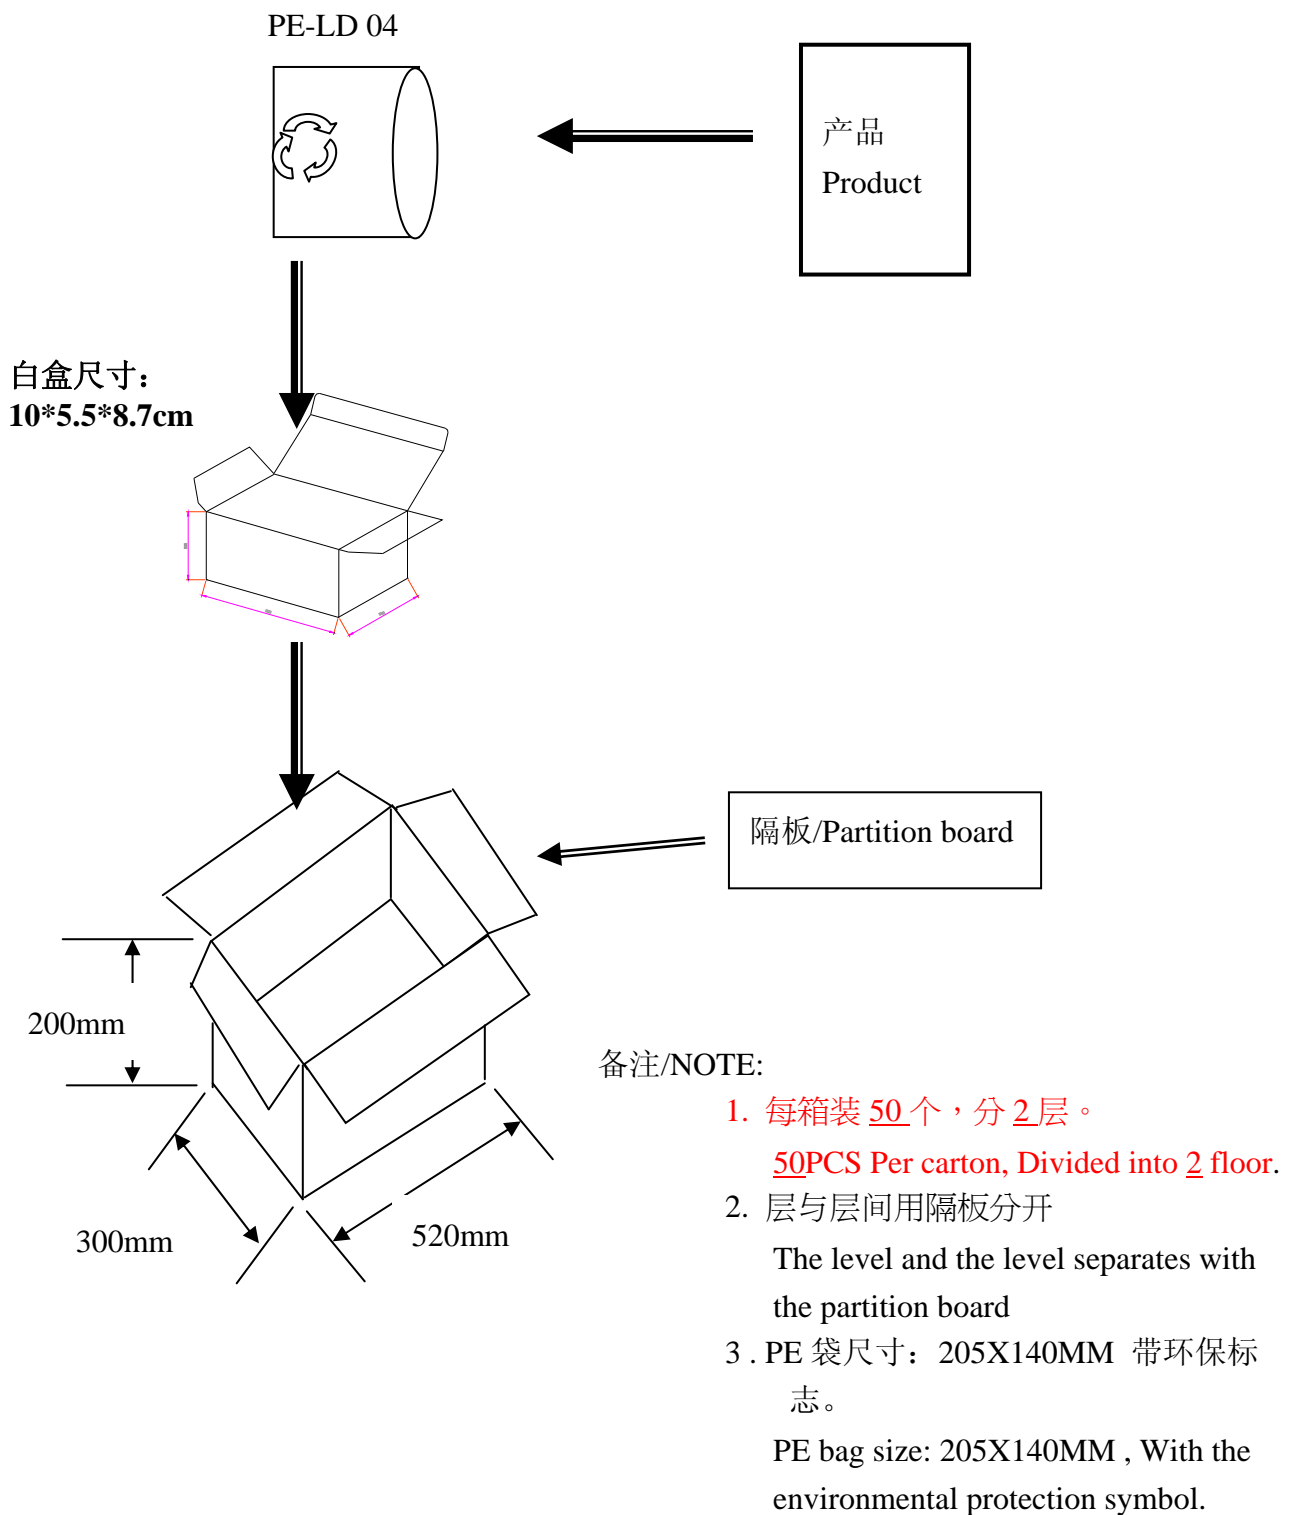 PE-LD 04
产品
Product
白盒尺寸：
10*5.5*8.7cm
隔板/Partition board
200mm
300mm
520mm
备注/NOTE:
1. 每箱装 50 个，分 2 层。
50PCS Per carton, Divided into 2 floor.
2. 层与层间用隔板分开
The level and the level separates with
the partition board
3 . PE 袋尺寸：205X140MM 带环保标
志。
PE bag size: 205X140MM , With the
environmental protection symbol.